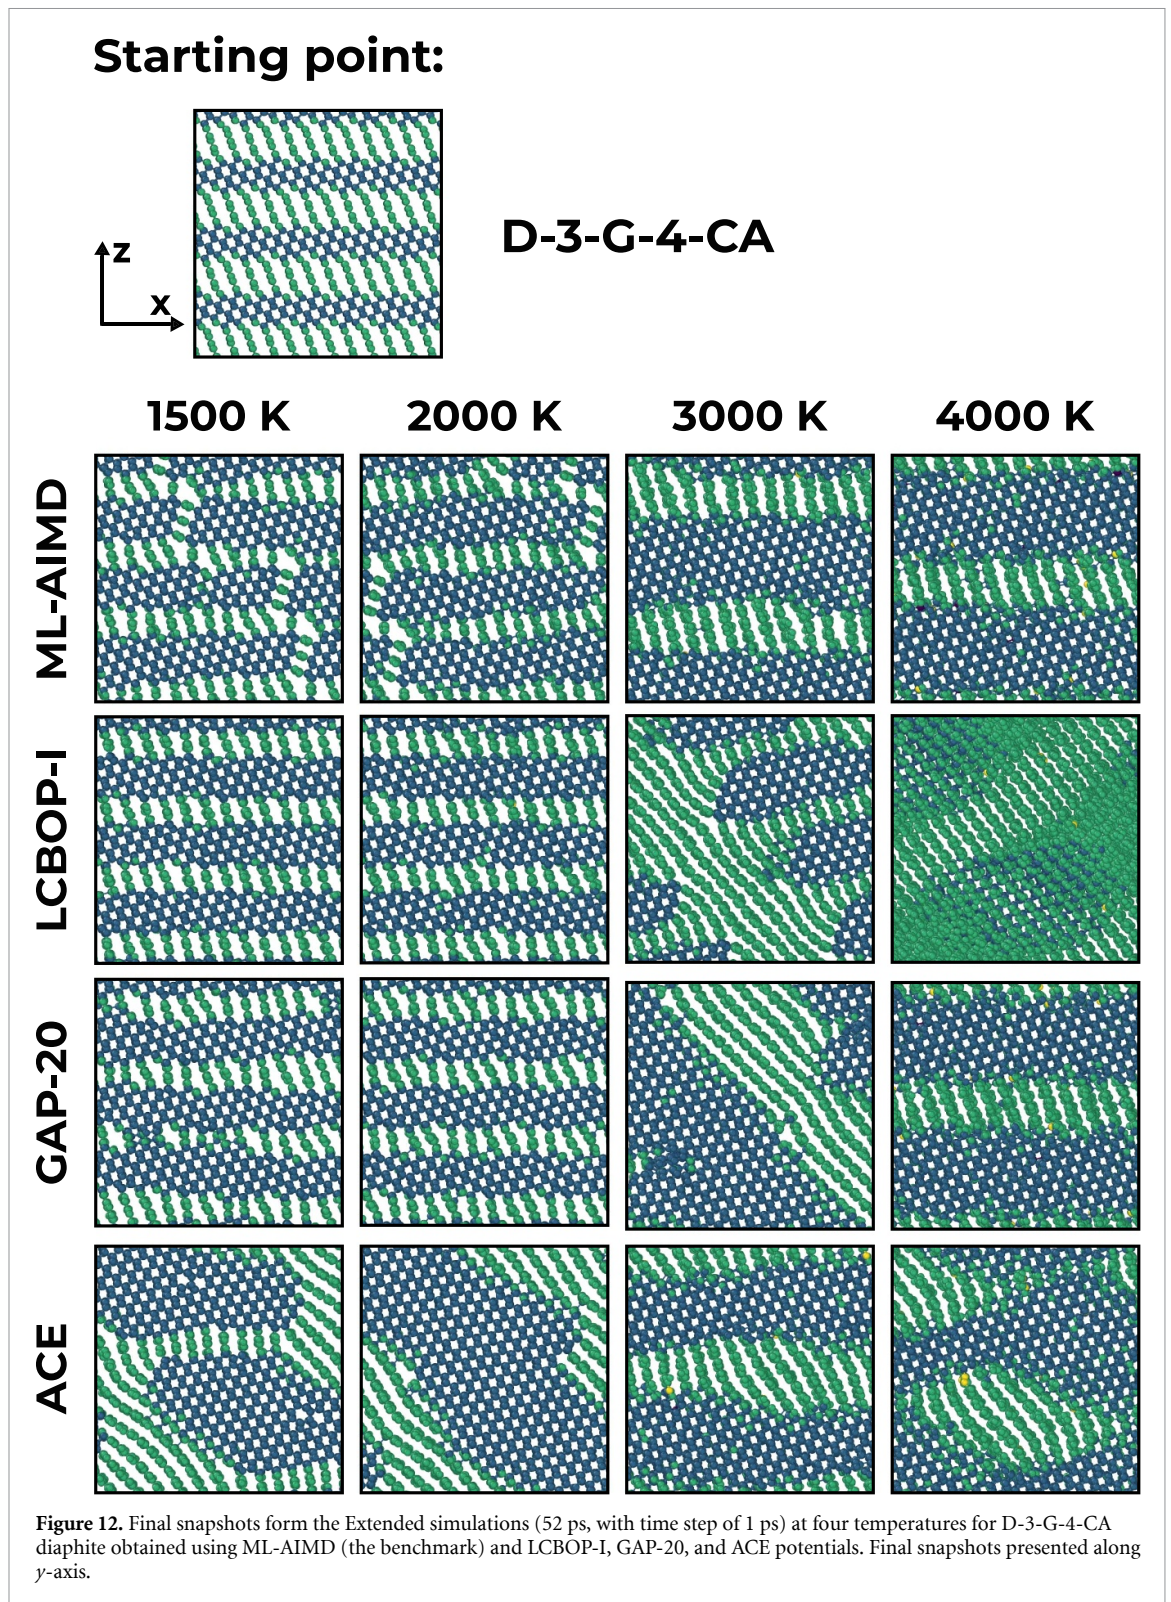 Starting point:
z
x
D-3-G-4-CA
1500 K 2000 K 3000 K 4000 K
ML-AIMD
LCBOP-I
GAP-20
ACE
Figure 12. Final snapshots form the Extended simulations (52 ps, with time step of 1 ps) at four temperatures for D-3-G-4-CA
diaphite obtained using ML-AIMD (the benchmark) and LCBOP-I, GAP-20, and ACE potentials. Final snapshots presented along
y-axis.